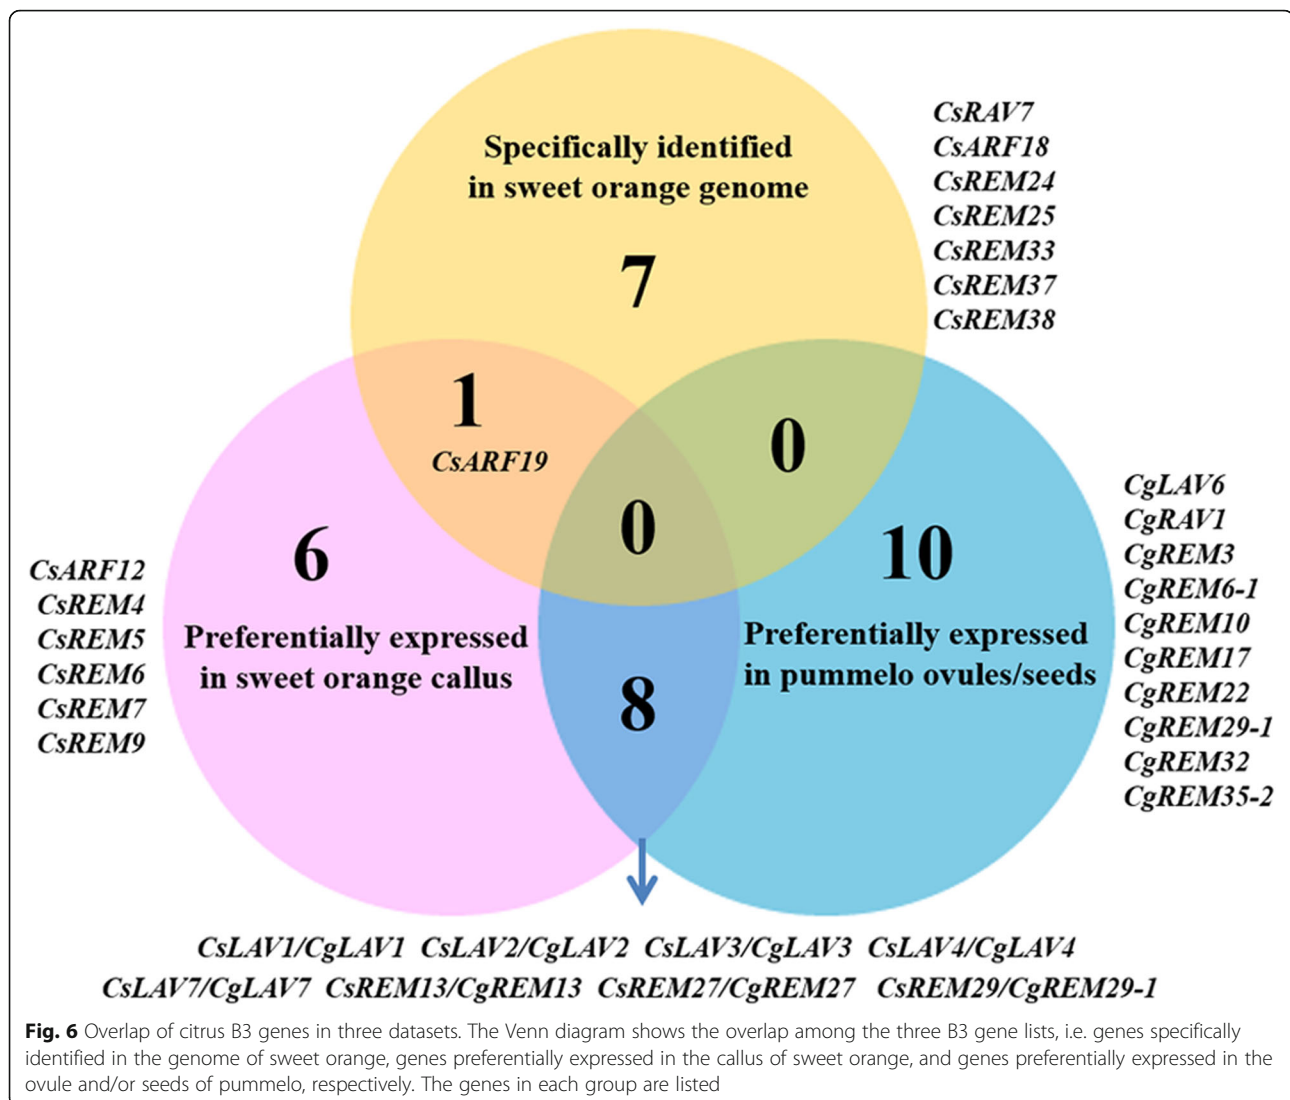 Specifically identified
in sweet orange genome
7
CsRAV7
CsARF18
CsREM24
CsREM25
CsREM33
CsREM37
CsREM38
1
CsARF19
0
0
6
Preferentially expressed
in sweet orange callus
CsARF12
CsREM4
CsREM5
CsREM6
CsREM7
CsREM9
10
Preferentially expressed
in pummelo ovules/seeds
CgLAV6
CgRAV1
CgREM3
CgREM6-1
CgREM10
CgREM17
CgREM22
CgREM29-1
CgREM32
CgREM35-2
8
CsLAV1/CgLAV1 CsLAV2/CgLAV2 CsLAV3/CgLAV3 CsLAV4/CgLAV4
CsLAV7/CgLAV7 CsREM13/CgREM13 CsREM27/CgREM27 CsREM29/CgREM29-1
Fig. 6 Overlap of citrus B3 genes in three datasets. The Venn diagram shows the overlap among the three B3 gene lists, i.e. genes specifically
identified in the genome of sweet orange, genes preferentially expressed in the callus of sweet orange, and genes preferentially expressed in the
ovule and/or seeds of pummelo, respectively. The genes in each group are listed